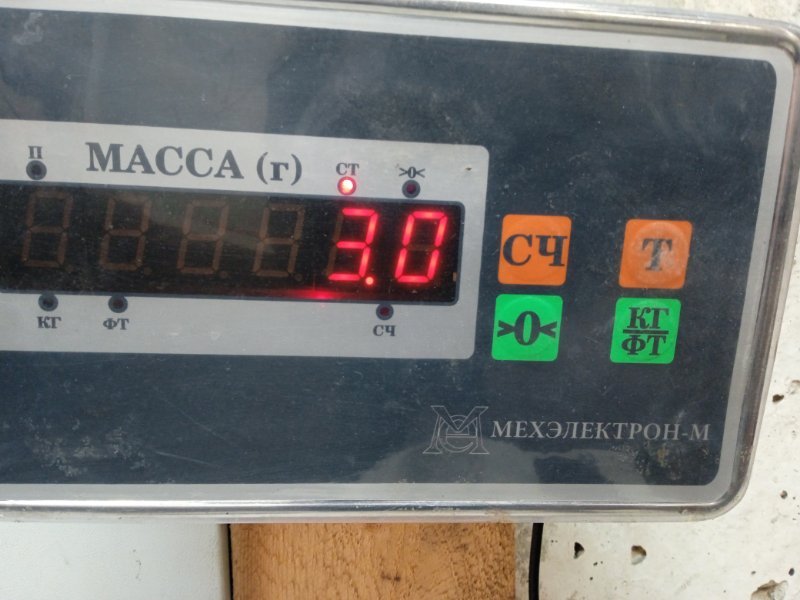 П
МАССА (г)
СТ
>0<
3.0
КГ
ФТ
СЧ
СЧ
Т
>0<
КГ
ФТ
МЕХЭЛЕКТРОН-М